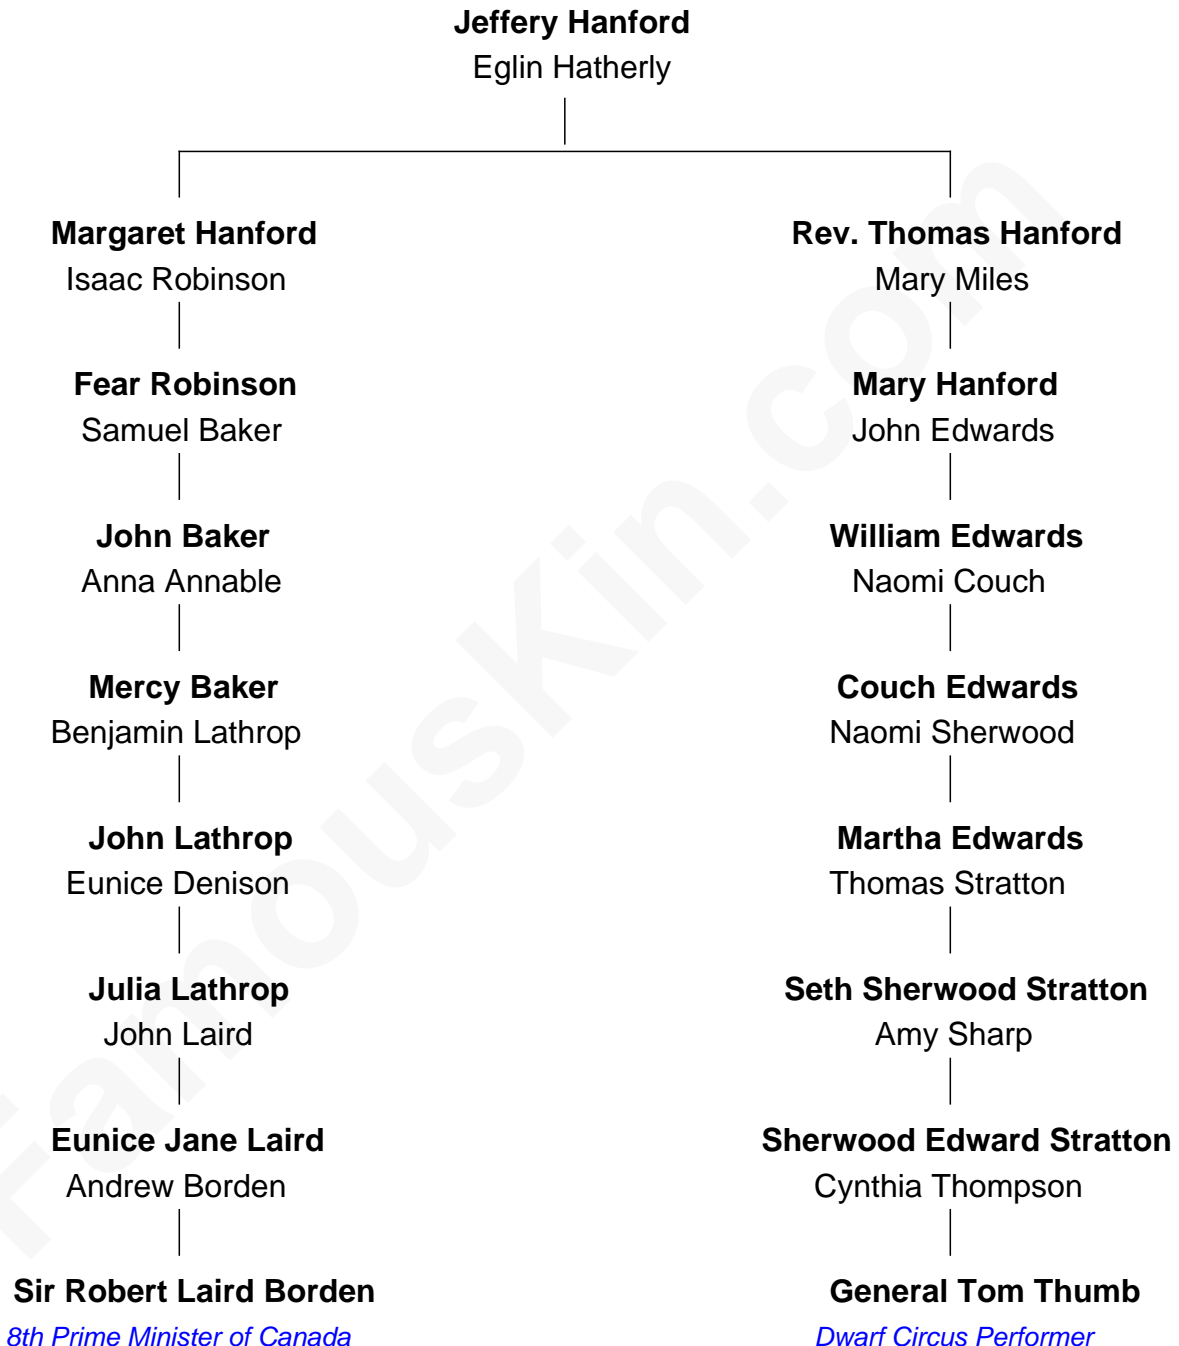 Jeffery Hanford
Eglin Hatherly
Margaret Hanford
Isaac Robinson
Fear Robinson
Samuel Baker
John Baker
Anna Annable
Mercy Baker
Benjamin Lathrop
John Lathrop
Eunice Denison
Julia Lathrop
John Laird
Eunice Jane Laird
Andrew Borden
Sir Robert Laird Borden
8th Prime Minister of Canada
Rev. Thomas Hanford
Mary Miles
Mary Hanford
John Edwards
William Edwards
Naomi Couch
Couch Edwards
Naomi Sherwood
Martha Edwards
Thomas Stratton
Seth Sherwood Stratton
Amy Sharp
Sherwood Edward Stratton
Cynthia Thompson
General Tom Thumb
Dwarf Circus Performer
FamousKin.com